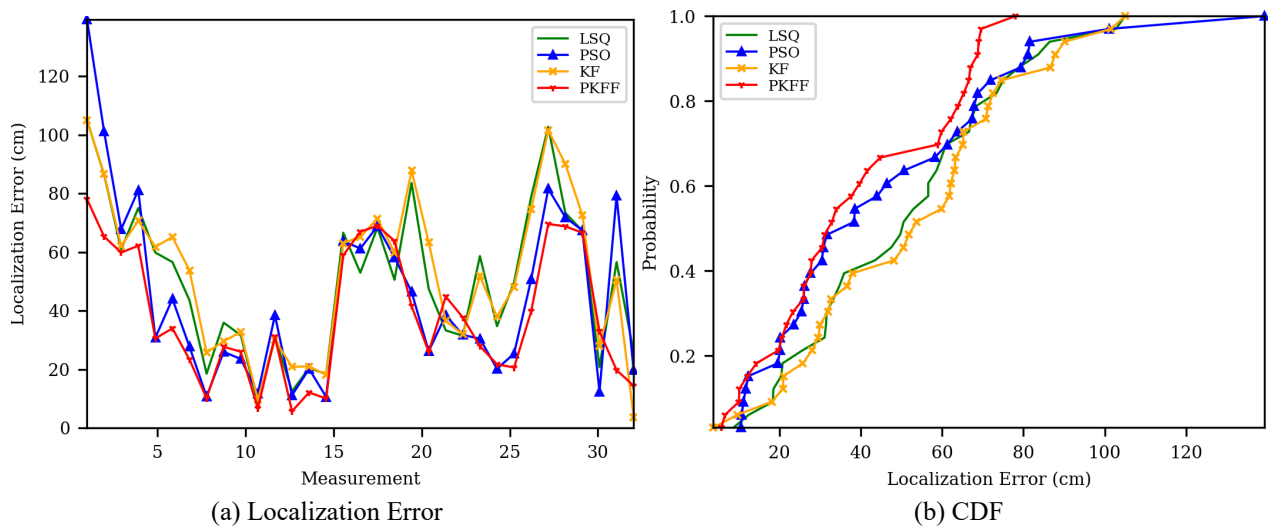 LSQ
PSO
KF
PKFF
120
100
80
60
40
20
0
Localization Error (cm)
5
10
15
20
25
30
Measurement
(a) Localization Error
LSQ
PSO
KF
PKFF
1.0
0.8
0.6
0.4
0.2
Probability
20
40
60
80
100
120
Localization Error (cm)
(b) CDF